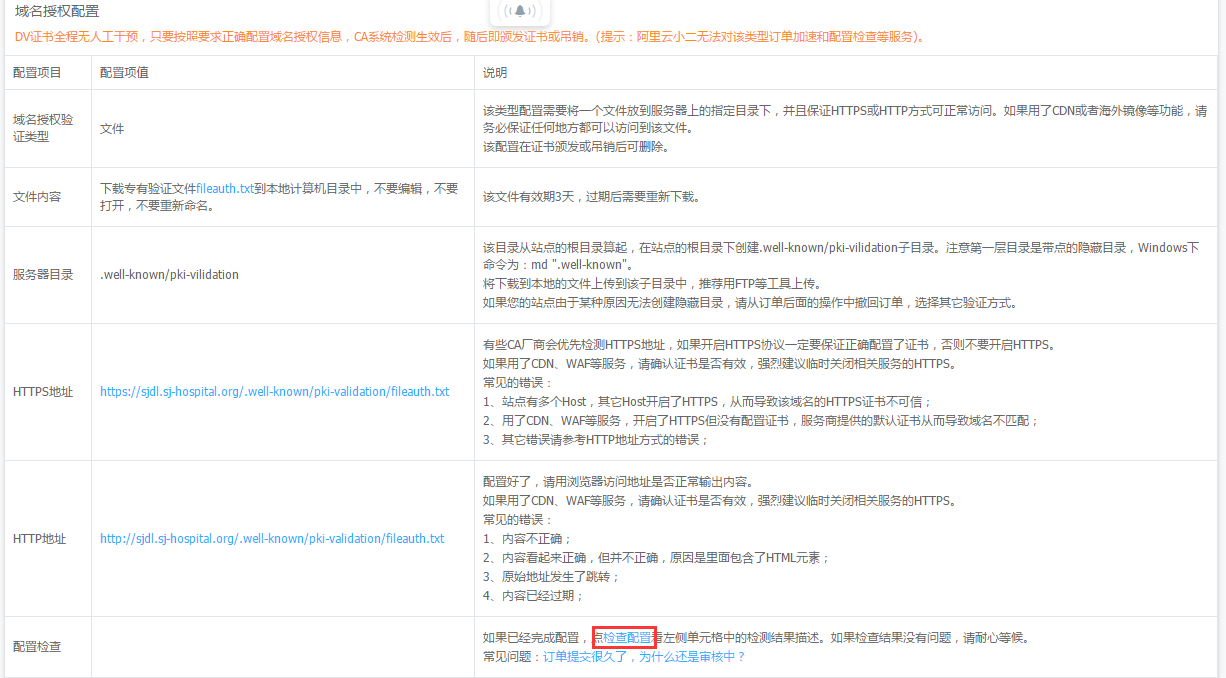 域名授权配置
DV证书全程无人工干预，只要按照要求正确配置域名授权信息，CA系统检测生效后，随后即颁发证书或吊销。(提示：阿里云小二无法对该类型订单加速和配置检查等服务)。
配置项目 配置项值 说明
域名授权验
证类型
文件
该类型配置需要将一个文件放到服务器上的指定目录下，并且保证HTTPS或HTTP方式可正常访问。如果用了CDN或者海外镜像等功能，请
务必保证任何地方都可以访问到该文件。
该配置在证书颁发或吊销后可删除。
文件内容
下载专有验证文件fileauth.txt到本地计算机目录中，不要编辑，不要
打开，不要重新命名。
该文件有效期3天，过期后需要重新下载。
服务器目录
.well-known/pki-vilidation
该目录从站点的根目录算起，在站点的根目录下创建.well-known/pki-vilidation子目录。注意第一层目录是带点的隐藏目录，Windows下
命令为：md ".well-known"。
将下载到本地的文件上传到该子目录中，推荐用FTP等工具上传。
如果您的站点由于某种原因无法创建隐藏目录，请从订单后面的操作中撤回订单，选择其它验证方式。
HTTPS地址
https://sjdl.sj-hospital.org/.well-known/pki-validation/fileauth.txt
有些CA厂商会优先检测HTTPS地址，如果开启HTTPS协议一定要保证正确配置了证书，否则不要开启HTTPS。
如果用了CDN、WAF等服务，请确认证书是否有效，强烈建议临时关闭相关服务的HTTPS。
常见的错误：
1、站点有多个Host，其它Host开启了HTTPS，从而导致该域名的HTTPS证书不可信；
2、用了CDN、WAF等服务，开启了HTTPS但没有配置证书，服务商提供的默认证书从而导致域名不匹配；
3、其它错误请参考HTTP地址方式的错误；
HTTP地址
http://sjdl.sj-hospital.org/.well-known/pki-validation/fileauth.txt
配置好了，请用浏览器访问地址是否正常输出内容。
如果用了CDN、WAF等服务，请确认证书是否有效，强烈建议临时关闭相关服务的HTTPS。
常见的错误：
1、内容不正确；
2、内容看起来正确，但并不正确，原因是里面包含了HTML元素；
3、原始地址发生了跳转；
4、内容已经过期；
配置检查
如果已经完成配置，点检查配置看左侧单元格中的检测结果描述。如果检查结果没有问题，请耐心等候。
常见问题：订单提交很久了，为什么还是审核中？